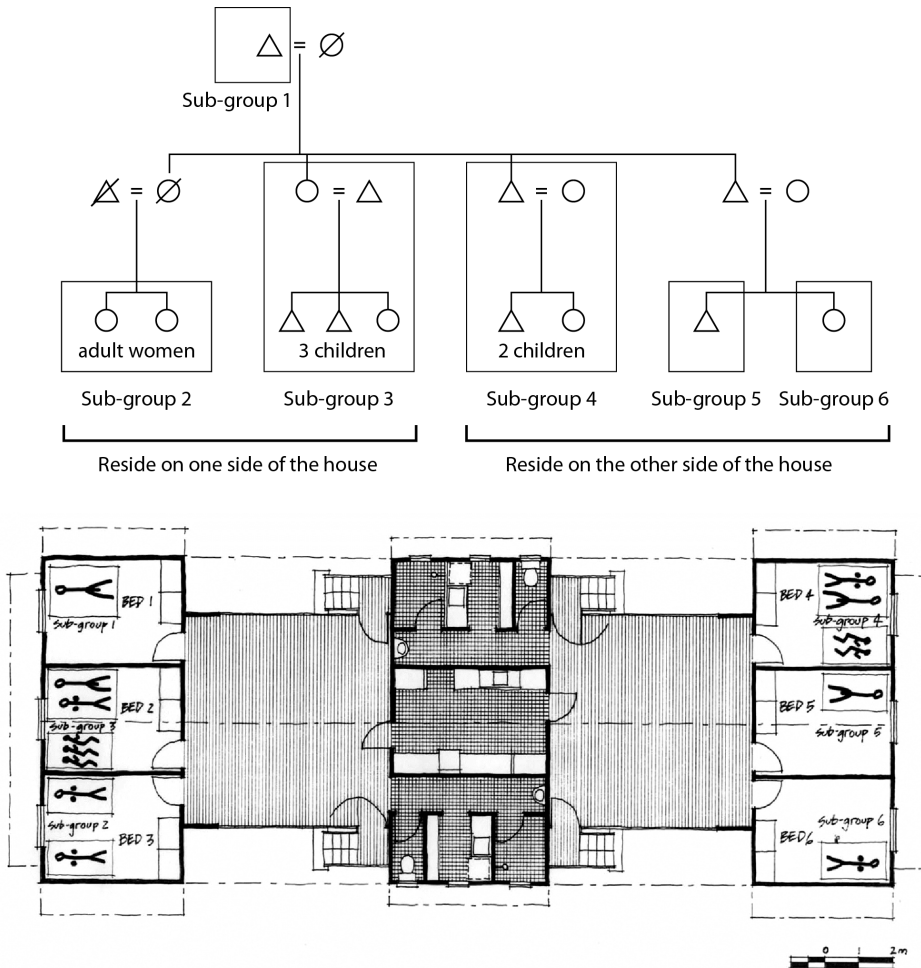 Sub-group 1
adult women
3 children
2 children
Sub-group 2
Sub-group 3
Sub-group 4
Sub-group 5
Sub-group 6
Reside on one side of the house
Reside on the other side of the house
BED 1
sub-group 1
BED 2
sub-group 3
sub-group 2
BED 3
BED 4
sub-group 4
BED 5
sub-group 5
sub-group 6
BED 6
0 1 2m